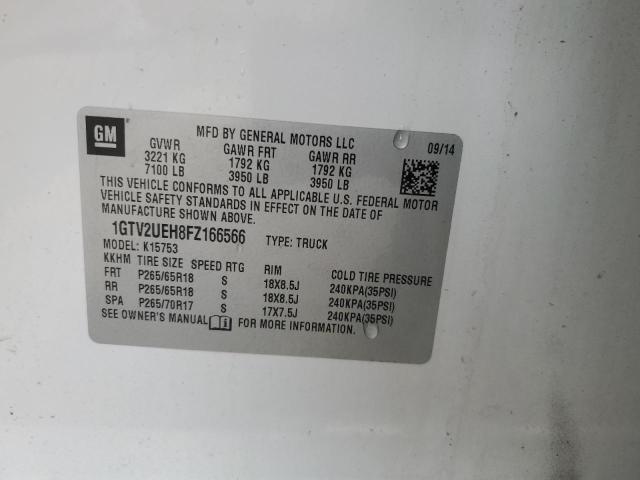 GM
MFD BY GENERAL MOTORS LLC 09/14
GVWR GAWR FRT GAWR RR
3221 KG 1792 KG 1792 KG
7100 LB 3950 LB 3950 LB
THIS VEHICLE CONFORMS TO ALL APPLICABLE U.S. FEDERAL MOTOR
VEHICLE SAFETY STANDARDS IN EFFECT ON THE DATE OF
MANUFACTURE SHOWN ABOVE.
1GTV2UEH8FZ166566 TYPE: TRUCK
MODEL: K15753
KKHM TIRE SIZE SPEED RTG RIM COLD TIRE PRESSURE
FRT P265/65R18 S 18X8.5J 240KPA(35PSI)
RR P265/65R18 S 18X8.5J 240KPA(35PSI)
SPA P265/70R17 S 17X7.5J 240KPA(35PSI)
SEE OWNER'S MANUAL FOR MORE INFORMATION.